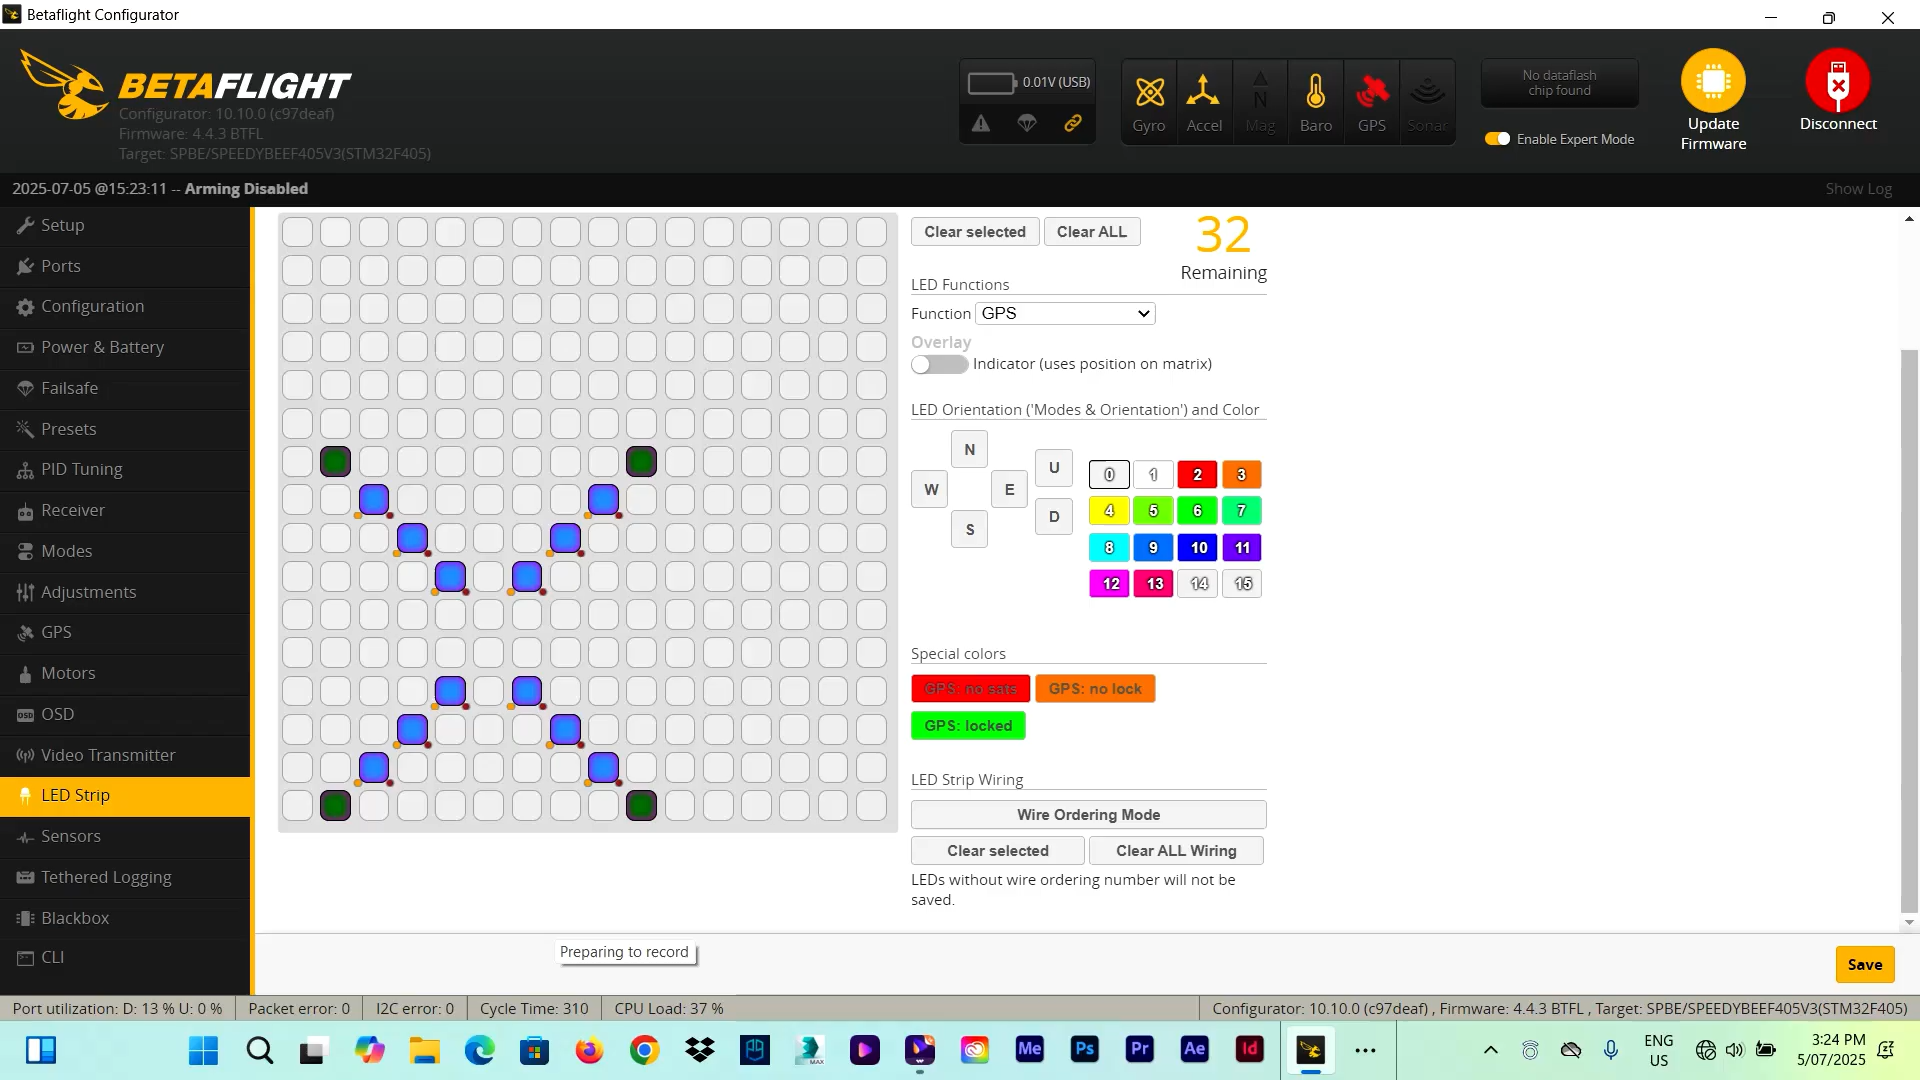 Betaflight Configurator
BETAFLIGHT
Configurator: 10.10.0 (c97deaf)
Firmware: 4.4.3 BTFL
Target: SPBE/SPEEDYBEEF405V3(STM32F405)
0.01V (USB)
Gyro
Accel
N
Mag
Baro
GPS
Sonar
No dataflash
chip found
Enable Expert Mode
Update
Firmware
Disconnect
2025-07-05 @15:23:11 -- Arming Disabled
Show Log
Setup
Ports
Configuration
Power & Battery
Failsafe
Presets
PID Tuning
Receiver
Modes
Adjustments
GPS
Motors
OSD
OSD
Video Transmitter
LED Strip
Sensors
Tethered Logging
Blackbox
CLI
Clear selected
Clear ALL
32
Remaining
LED Functions
Function GPS
Overlay
Indicator (uses position on matrix)
LED Orientation ('Modes & Orientation') and Color
N
W
E
S
U
D
0 1 2 3
4 5 6 7
8 9 10 11
12 13 14 15
Special colors
GPS: no sats
GPS: no lock
GPS: locked
LED Strip Wiring
Wire Ordering Mode
Clear selected
Clear ALL Wiring
LEDs without wire ordering number will not be
saved.
Preparing to record
Save
Port utilization: D: 13 % U: 0 %
Packet error: 0
I2C error: 0
Cycle Time: 310
CPU Load: 37 %
Configurator: 10.10.0 (c97deaf) , Firmware: 4.4.3 BTFL , Target: SPBE/SPEEDYBEEF405V3(STM32F405)
MAX
Me
Ps
Pr
Ae
Id
ENG
US
3:24 PM
5/07/2025